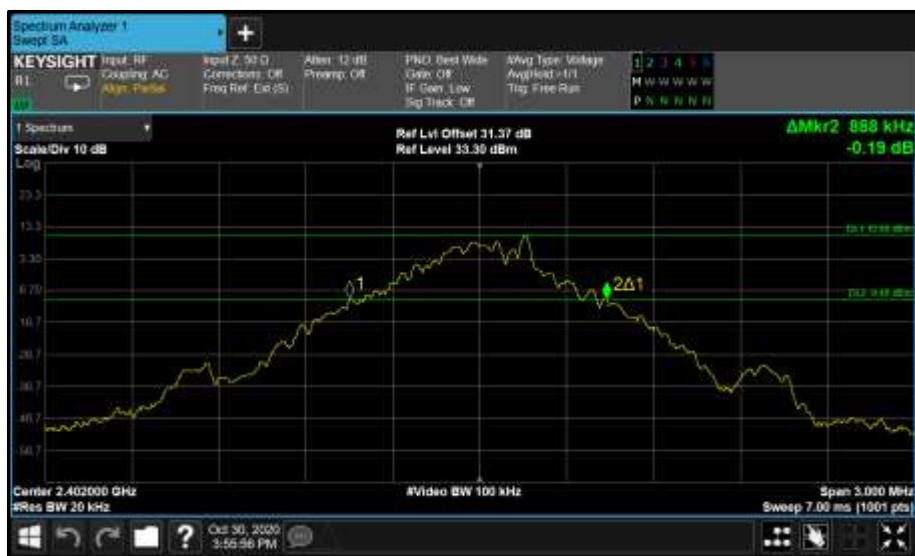 Spectrum Analyzer 1
Swept SA
+
KEYSIGHT
Input: RF
Coupling: AC
Align: Partial
Input Z: 50 Ω
Corrections: Off
Freq Ref: Ext (S)
Atten: 12 dB
Preamp: Off
PNO: Best Wide
Gate: Off
IF Gain: Low
Sig Track: Off
#Avg Type: Voltage
Avg|Hold:>1/1
Trig: Free Run
1 2 3 4 5 6
M W W W W W
P N N N N N
1 Spectrum
Scale/Div 10 dB
Log
Ref Lvl Offset 31.37 dB
Ref Level 33.30 dBm
ΔMkr2 888 kHz
-0.19 dB
23.3
13.3
3.30
-6.70
-16.7
-26.7
-36.7
-46.7
-56.7
1
2Δ1
Center 2.402000 GHz
#Res BW 20 kHz
#Video BW 100 kHz
Span 3.000 MHz
Sweep 7.00 ms (1001 pts)
?
Oct 30, 2020
3:55:56 PM